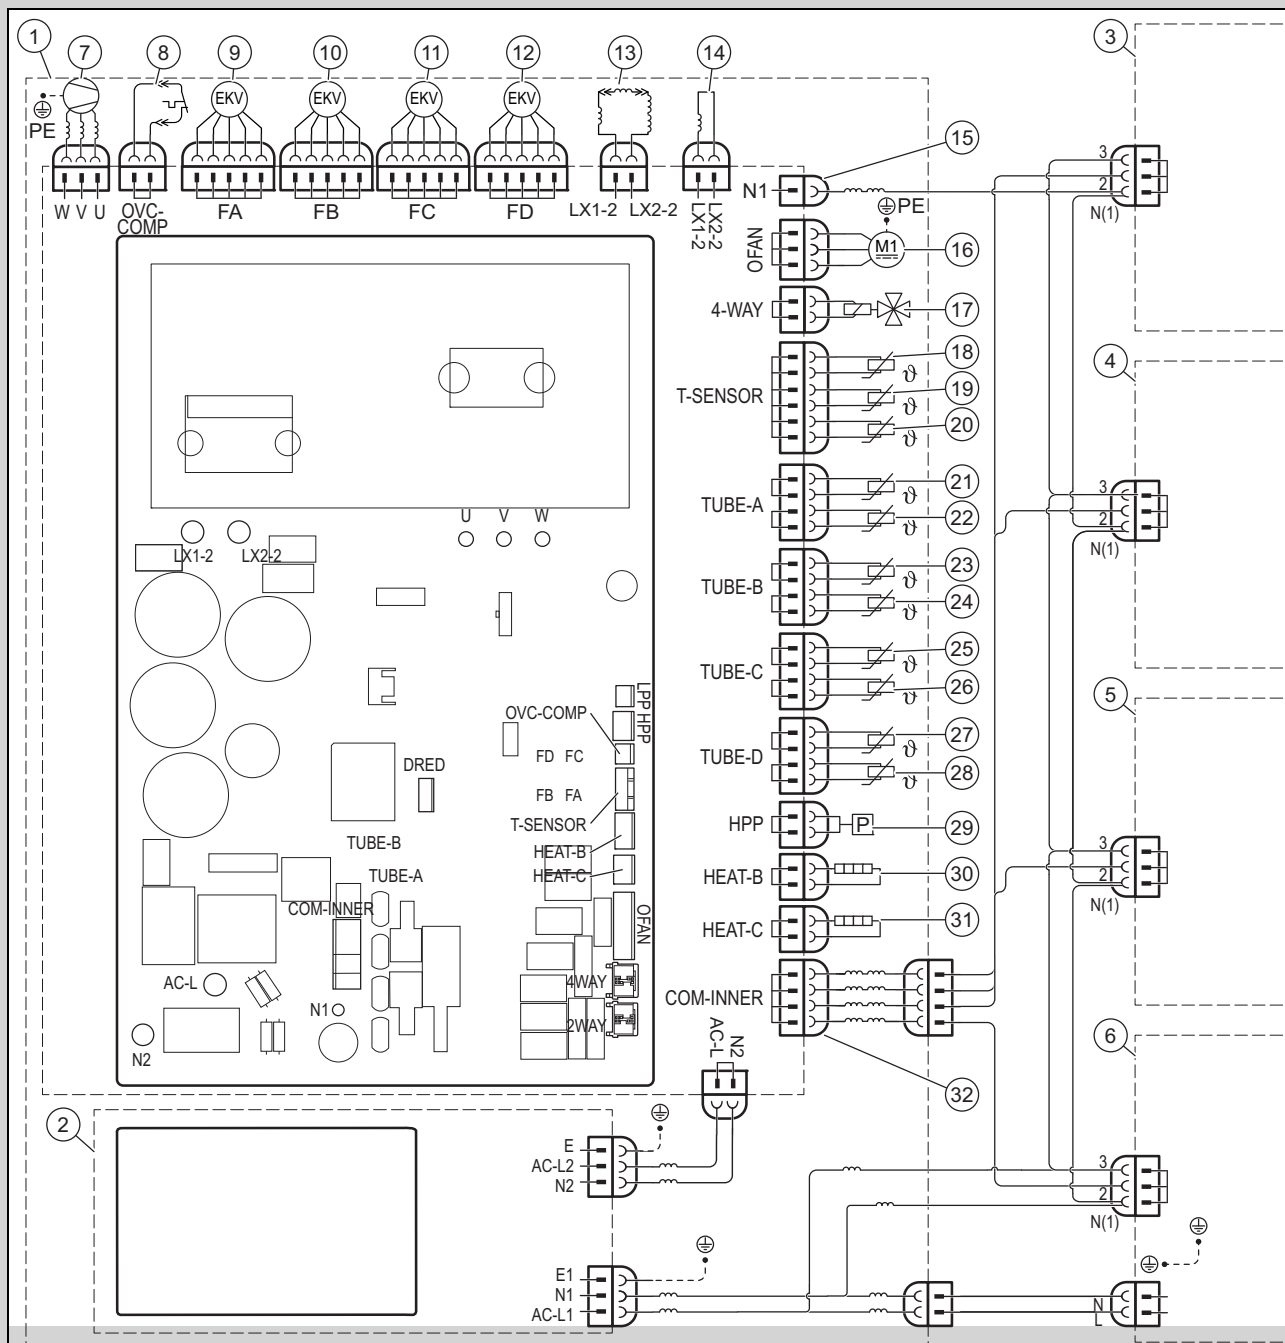 1
7
8
9
10
11
12
13
14
3
EKV
EKV
EKV
EKV
PE
W V U
OVC-
COMP
FA
FB
FC
FD
LX1-2
LX2-2
LX1-2
LX2-2
N1
15
3
2
N(1)
PE
OFAN
M1
16
4-WAY
17
4
T-SENSOR
18
ϑ
19
ϑ
20
ϑ
U
V
W
LX1-2
LX2-2
TUBE-A
21
ϑ
22
ϑ
3
2
N(1)
TUBE-B
23
ϑ
24
TUBE-C
25
ϑ
26
5
LPP
HPP
OVC-COMP
FD
FC
FB
FA
DRED
T-SENSOR
HEAT-B
HEAT-C
TUBE-B
TUBE-A
COM-INNER
OFAN
TUBE-D
27
ϑ
28
ϑ
HPP
P
29
HEAT-B
30
HEAT-C
31
3
2
N(1)
AC-L
N1
N2
4WAY
2WAY
COM-INNER
AC-L
N2
32
6
2
E
AC-L2
N2
3
2
N(1)
E1
N1
AC-L1
N
L